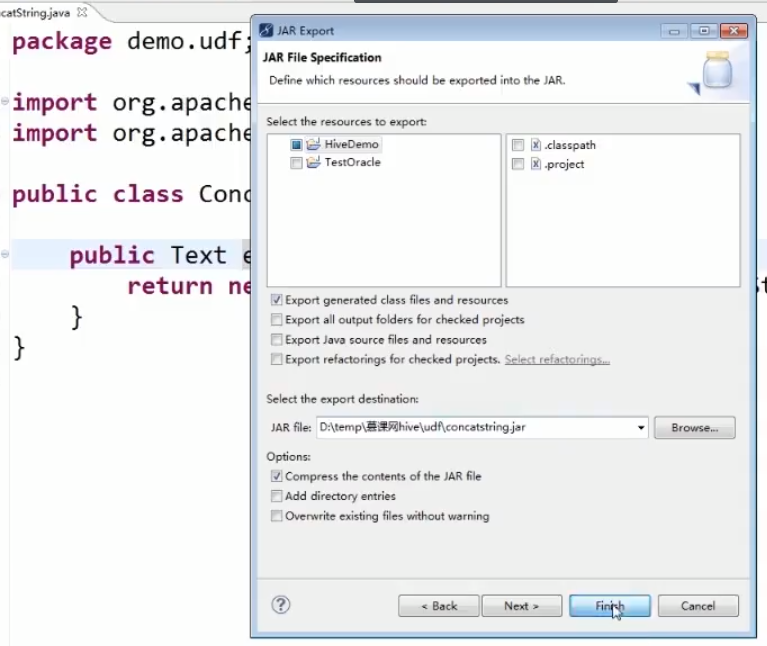 catString.java
package demo.udf;
import org.apache
import org.apache
public class Conc
public Text e
return ne
}
}
JAR Export
JAR File Specification
Define which resources should be exported into the JAR.
Select the resources to export:
HiveDemo
TestOracle
.classpath
.project
Export generated class files and resources
Export all output folders for checked projects
Export Java source files and resources
Export refactorings for checked projects. Select refactorings...
Select the export destination:
JAR file: D:\temp\慕课网hive\udf\concatstring.jar
Browse...
Options:
Compress the contents of the JAR file
Add directory entries
Overwrite existing files without warning
< Back
Next >
Finish
Cancel